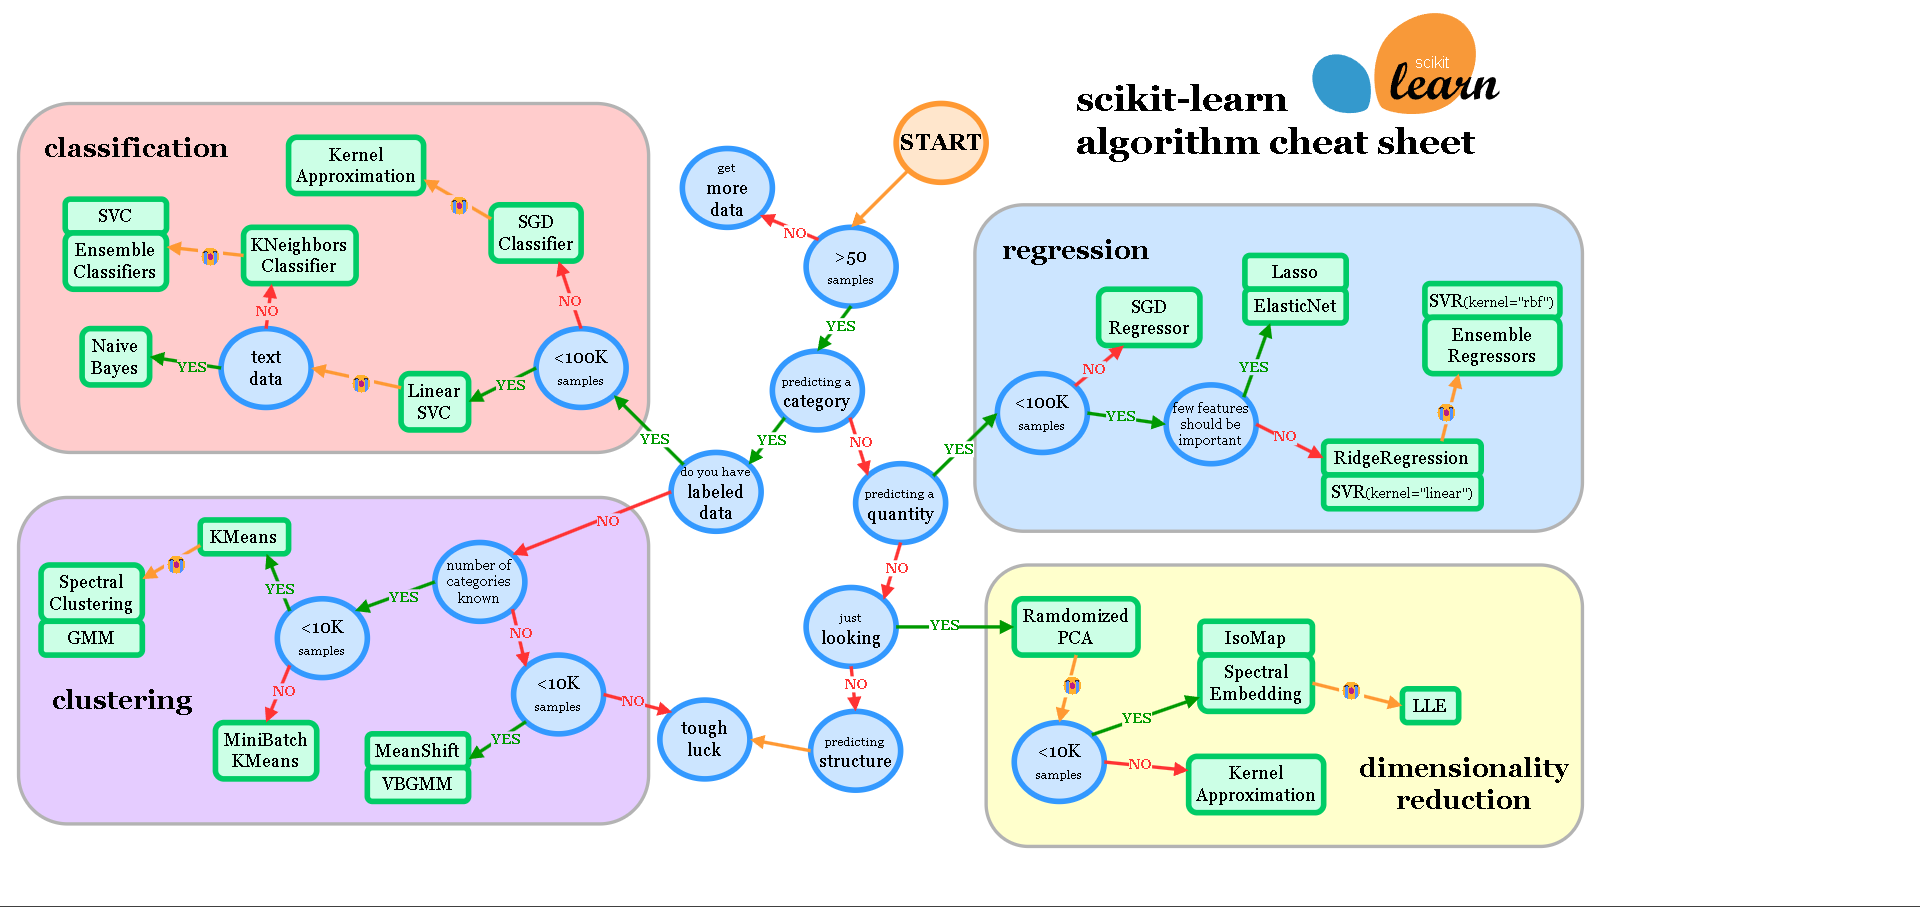 scikit-learn
algorithm cheat sheet
scikit
learn
START
get
more
data
NO
>50
samples
YES
predicting a
category
YES
NO
do you have
labeled
data
YES
NO
predicting a
quantity
YES
NO
just
looking
YES
NO
predicting
structure
tough
luck
classification
Kernel
Approximation
SVC
Ensemble
Classifiers
KNeighbors
Classifier
SGD
Classifier
NO
NO
Naive
Bayes
YES
text
data
Linear
SVC
YES
<100K
samples
regression
SGD
Regressor
Lasso
ElasticNet
SVR(kernel="rbf")
Ensemble
Regressors
<100K
samples
NO
YES
YES
few features
should be
important
NO
RidgeRegression
SVR(kernel="linear")
clustering
KMeans
Spectral
Clustering
GMM
YES
<10K
samples
YES
number of
categories
known
NO
NO
MiniBatch
KMeans
<10K
samples
NO
YES
MeanShift
VBGMM
dimensionality
reduction
Ramdomized
PCA
IsoMap
Spectral
Embedding
LLE
YES
<10K
samples
NO
Kernel
Approximation